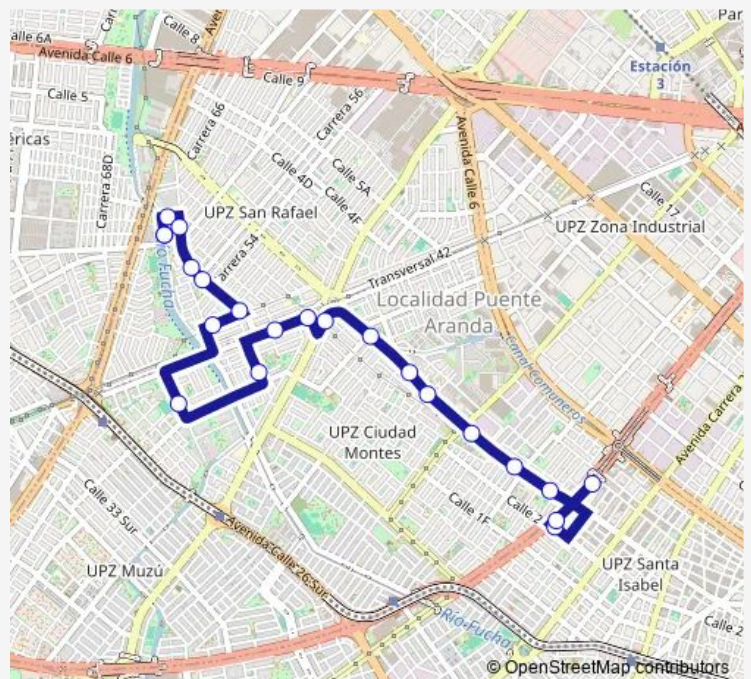 Par
Calle 8
alle 6A
Avenida Calle 6
Estación
3
Calle 9
Calle 5
Carrera 66
Carrera 56
éricas
Carrera 68D
Avenida Calle 6
Calle 5A
Calle 4D
Calle 4F
Calle 17
UPZ San Rafael
UPZ Zona Industrial
arrera 54
Transversal 42
Río Fucha
Localidad Puente
Aranda
Canal Comuneros
Avenida Carrera
UPZ Ciudad
Montes
Calle 33 Sur
Calle 1F
Calle 2
Avenida Calle 26 Sur
UPZ Muzú
UPZ Santa
Isabel
Río Fucha
Calle 2
© OpenStreetMap contributors